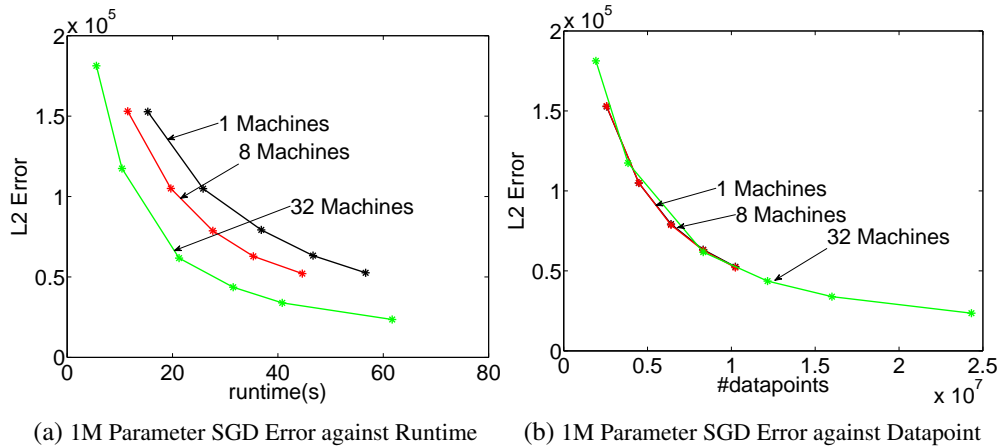 x 10^5
2
1.5
1
0.5
0
L2 Error
1 Machines
8 Machines
32 Machines
0 20 40 60 80
runtime(s)
(a) 1M Parameter SGD Error against Runtime
x 10^5
2
1.5
1
0.5
0
L2 Error
1 Machines
8 Machines
32 Machines
0 0.5 1 1.5 2 2.5
#datapoints
x 10^7
(b) 1M Parameter SGD Error against Datapoint